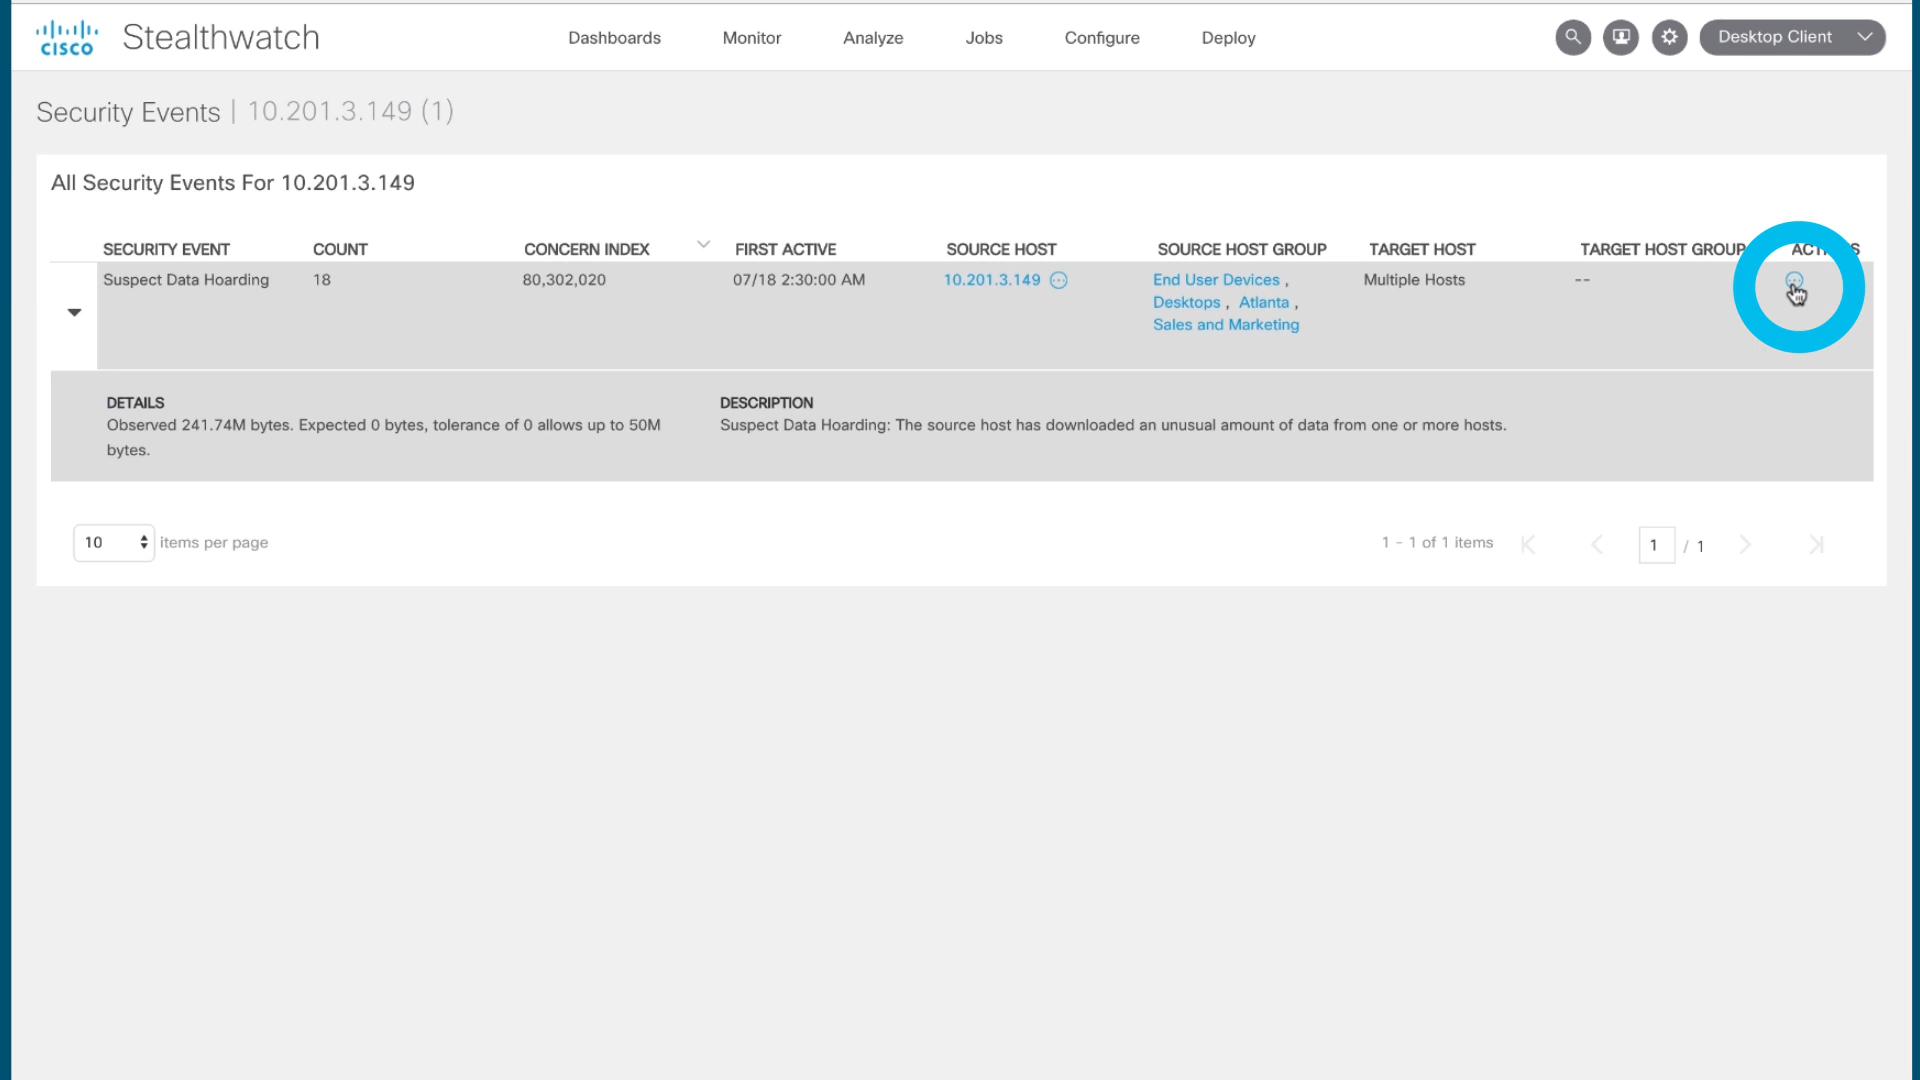 CISCO Stealthwatch Dashboards Monitor Analyze Jobs Configure Deploy Desktop Client
Security Events | 10.201.3.149 (1)
All Security Events For 10.201.3.149
SECURITY EVENT COUNT CONCERN INDEX FIRST ACTIVE SOURCE HOST SOURCE HOST GROUP TARGET HOST TARGET HOST GROUP
Suspect Data Hoarding 18 80,302,020 07/18 2:30:00 AM 10.201.3.149 End User Devices , Multiple Hosts --
Desktops , Atlanta ,
Sales and Marketing
DETAILS DESCRIPTION
Observed 241.74M bytes. Expected 0 bytes, tolerance of 0 allows up to 50M Suspect Data Hoarding: The source host has downloaded an unusual amount of data from one or more hosts.
bytes.
10 items per page 1 - 1 of 1 items 1 / 1